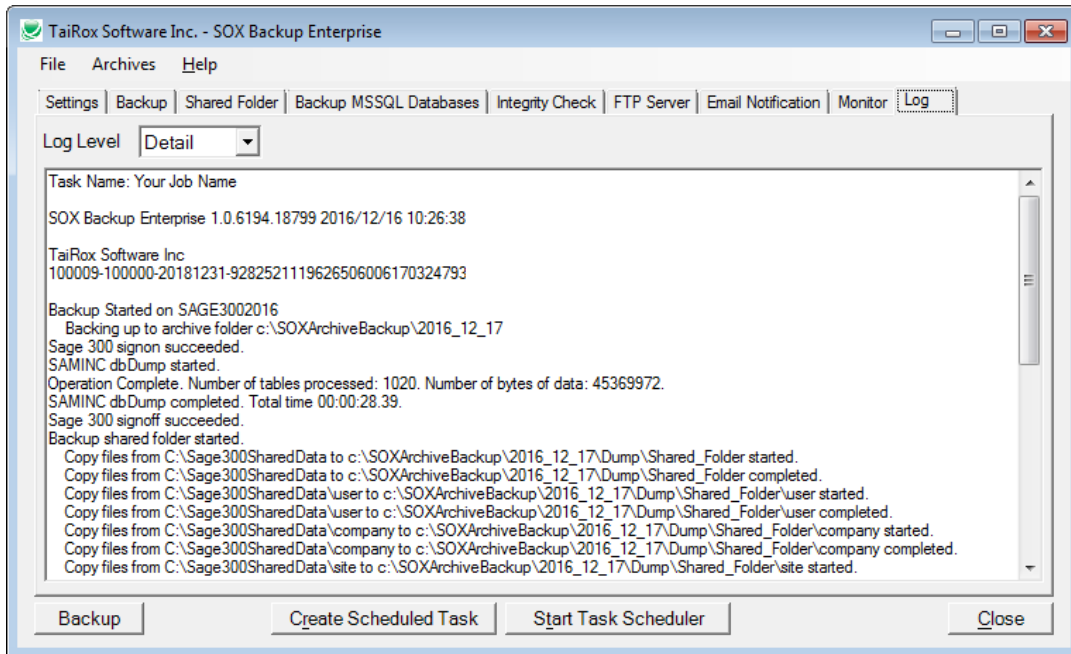 TaiRox Software Inc. - SOX Backup Enterprise
File Archives Help
Settings Backup Shared Folder Backup MSSQL Databases Integrity Check FTP Server Email Notification Monitor Log
Log Level Detail
Task Name: Your Job Name
SOX Backup Enterprise 1.0.6194.18799 2016/12/16 10:26:38
TaiRox Software Inc
100009-100000-20181231-9282521119626506006170324793
Backup Started on SAGE3002016
Backing up to archive folder c:\SOXArchiveBackup\2016_12_17
Sage 300 signon succeeded.
SAMINC dbDump started.
Operation Complete. Number of tables processed: 1020. Number of bytes of data: 45369972.
SAMINC dbDump completed. Total time 00:00:28.39.
Sage 300 signoff succeeded.
Backup shared folder started.
Copy files from C:\Sage300SharedData to c:\SOXArchiveBackup\2016_12_17\Dump\Shared_Folder started.
Copy files from C:\Sage300SharedData to c:\SOXArchiveBackup\2016_12_17\Dump\Shared_Folder completed.
Copy files from C:\Sage300SharedData\user to c:\SOXArchiveBackup\2016_12_17\Dump\Shared_Folder\user started.
Copy files from C:\Sage300SharedData\user to c:\SOXArchiveBackup\2016_12_17\Dump\Shared_Folder\user completed.
Copy files from C:\Sage300SharedData\company to c:\SOXArchiveBackup\2016_12_17\Dump\Shared_Folder\company started.
Copy files from C:\Sage300SharedData\company to c:\SOXArchiveBackup\2016_12_17\Dump\Shared_Folder\company completed.
Copy files from C:\Sage300SharedData\site to c:\SOXArchiveBackup\2016_12_17\Dump\Shared_Folder\site started.
Backup Create Scheduled Task Start Task Scheduler Close